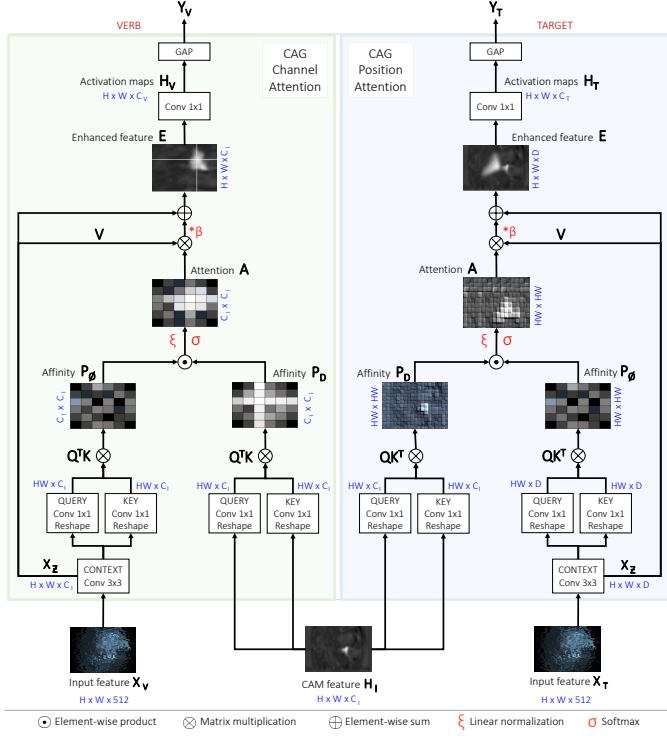 Y_V Y_T
VERB TARGET
GAP GAP
CAG Channel Attention
CAG Position Attention
Activation maps H_V
H x W x C_V
Activation maps H_T
H x W x C_T
Conv 1x1 Conv 1x1
Enhanced feature E
H x W x C_I
Enhanced feature E
H x W x D
*β *β
V V
Attention A
C_I x C_I
Attention A
HW x HW
ξ σ ξ σ
Affinity P_Ø
C_I x C_I
Affinity P_D
C_I x C_I
Affinity P_D
HW x HW
Affinity P_Ø
HW x HW
Q^TK Q^TK QK^T QK^T
HW x C_I HW x C_I HW x C_I HW x C_I HW x C_I HW x C_I HW x D HW x D
QUERY Conv 1x1 Reshape
KEY Conv 1x1 Reshape
QUERY Conv 1x1 Reshape
KEY Conv 1x1 Reshape
QUERY Conv 1x1 Reshape
KEY Conv 1x1 Reshape
QUERY Conv 1x1 Reshape
KEY Conv 1x1 Reshape
X_Z
H x W x C_I
CONTEXT Conv 3x3
CONTEXT Conv 3x3
X_Z
H x W x D
Input feature X_V
H x W x 512
CAM feature H_I
H x W x C_I
Input feature X_T
H x W x 512
Element-wise product Matrix multiplication Element-wise sum ξ Linear normalization σ Softmax